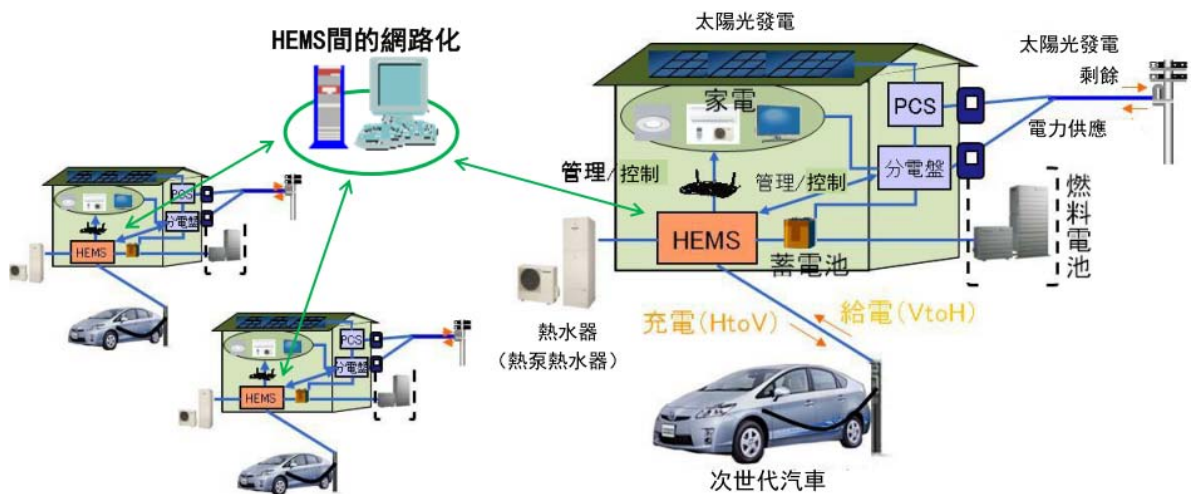 HEMS間的網路化
太陽光發電
太陽光發電
剩餘
家電
PCS
電力供應
管理/控制
管理/控制
分電盤
HEMS
蓄電池
燃料電池
熱水器
(熱泵熱水器)
充電(HtoV)
給電(VtoH)
次世代汽車
PCS
分電盤
HEMS
PCS
分電盤
HEMS